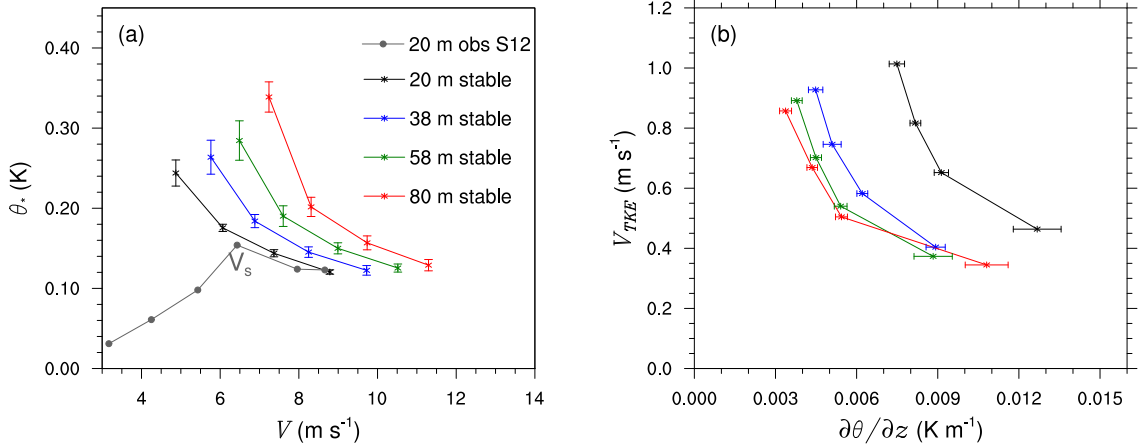 (a)
20 m obs S12
20 m stable
38 m stable
58 m stable
80 m stable
V_s
0.40
0.30
0.20
0.10
0.00
θ* (K)
4 6 8 10 12 14
V (m s⁻¹)
(b)
1.2
1.0
0.8
0.6
0.4
0.2
0.0
V_TKE (m s⁻¹)
0.000 0.003 0.006 0.009 0.012 0.015
∂θ/∂z (K m⁻¹)